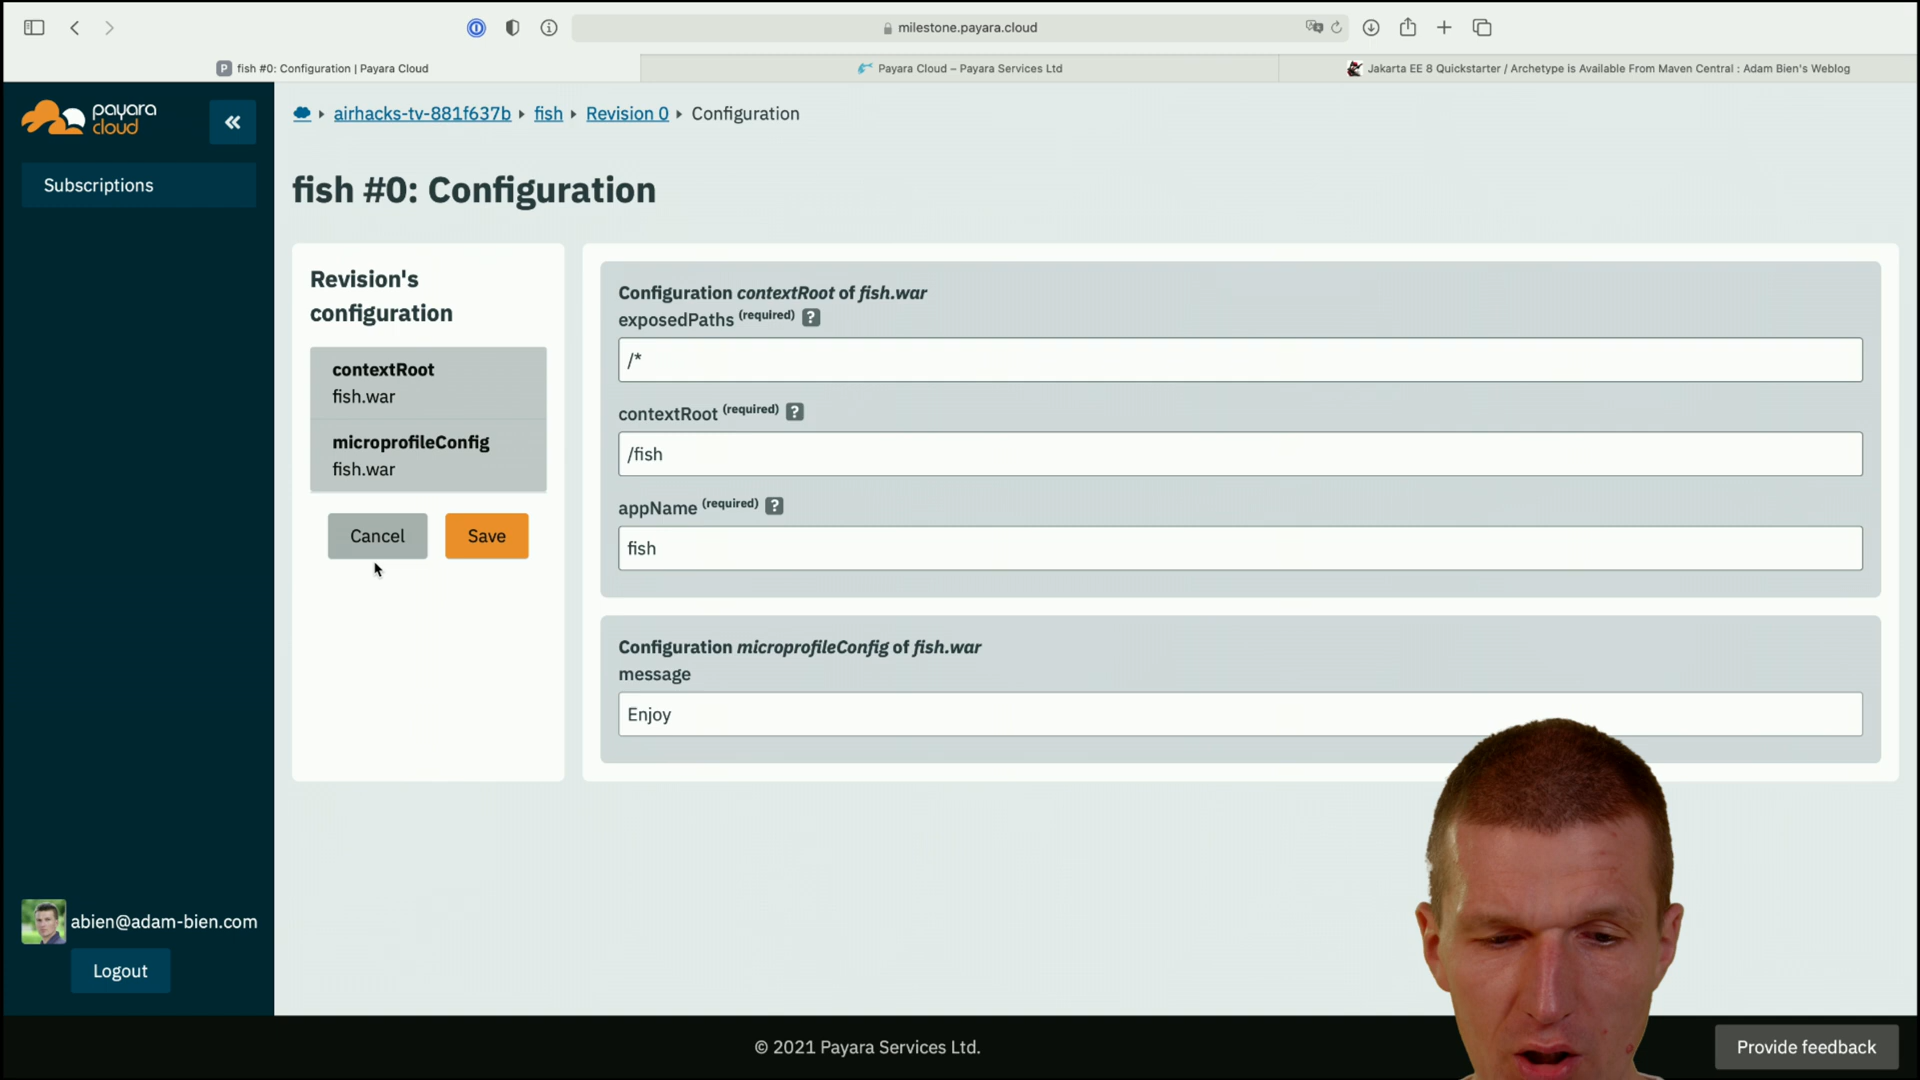 milestone.payara.cloud
fish #0: Configuration | Payara Cloud
Payara Cloud – Payara Services Ltd
Jakarta EE 8 Quickstarter / Archetype is Available From Maven Central : Adam Bien's Weblog
payara
cloud
Subscriptions
airhacks-tv-881f637b
fish
Revision 0
Configuration
fish #0: Configuration
Revision's
configuration
contextRoot
fish.war
microprofileConfig
fish.war
Cancel
Save
Configuration contextRoot of fish.war
exposedPaths (required) ?
/*
contextRoot (required) ?
/fish
appName (required) ?
fish
Configuration microprofileConfig of fish.war
message
Enjoy
abien@adam-bien.com
Logout
© 2021 Payara Services Ltd.
Provide feedback